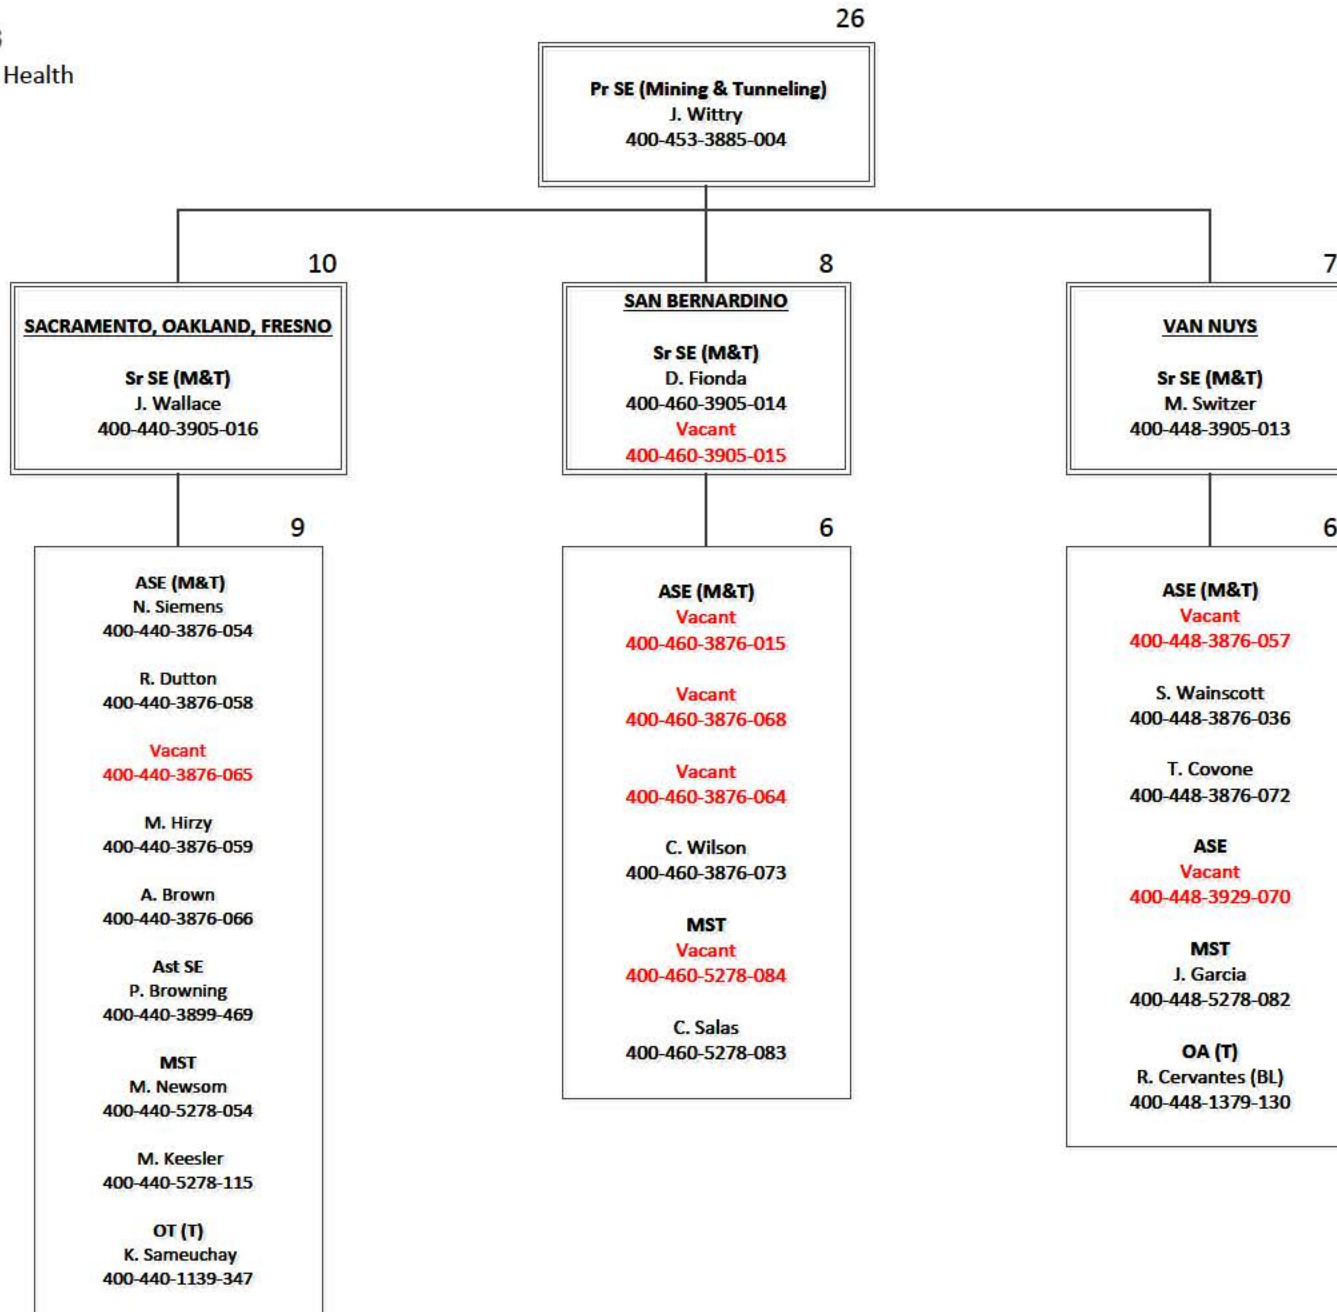 Health
26
Pr SE (Mining & Tunneling)
J. Wittry
400-453-3885-004
10
SACRAMENTO, OAKLAND, FRESNO
Sr SE (M&T)
J. Wallace
400-440-3905-016
9
ASE (M&T)
N. Siemens
400-440-3876-054
R. Dutton
400-440-3876-058
Vacant
400-440-3876-065
M. Hirzy
400-440-3876-059
A. Brown
400-440-3876-066
Ast SE
P. Browning
400-440-3899-469
MST
M. Newsom
400-440-5278-054
M. Keesler
400-440-5278-115
OT (T)
K. Sameuchay
400-440-1139-347
8
SAN BERNARDINO
Sr SE (M&T)
D. Fionda
400-460-3905-014
Vacant
400-460-3905-015
6
ASE (M&T)
Vacant
400-460-3876-015
Vacant
400-460-3876-068
Vacant
400-460-3876-064
C. Wilson
400-460-3876-073
MST
Vacant
400-460-5278-084
C. Salas
400-460-5278-083
7
VAN NUYS
Sr SE (M&T)
M. Switzer
400-448-3905-013
6
ASE (M&T)
Vacant
400-448-3876-057
S. Wainscott
400-448-3876-036
T. Covone
400-448-3876-072
ASE
Vacant
400-448-3929-070
MST
J. Garcia
400-448-5278-082
OA (T)
R. Cervantes (BL)
400-448-1379-130